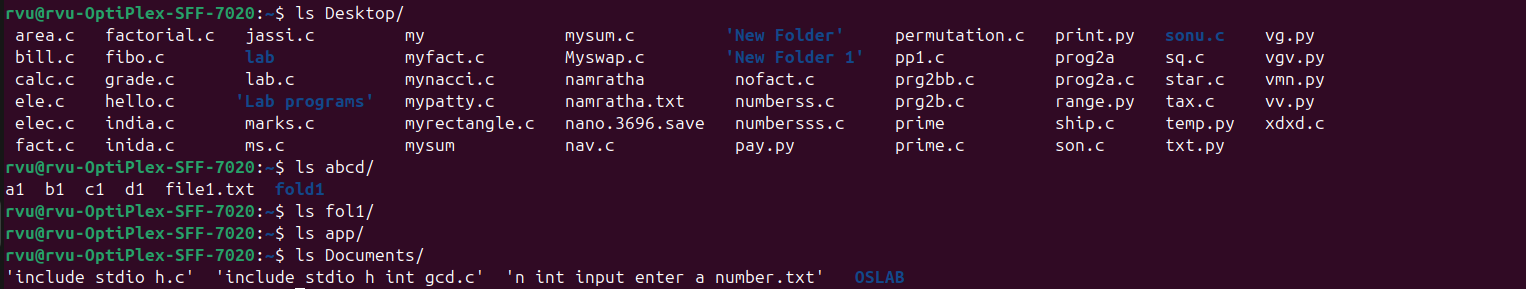 rvu@rvu-OptiPlex-SFF-7020:~$ ls Desktop/
area.c factorial.c jassi.c my mysum.c 'New Folder' permutation.c print.py sonu.c vg.py
bill.c fibo.c lab myfact.c Myswap.c 'New Folder 1' pp1.c prog2a sq.c vgv.py
calc.c grade.c lab.c mynacci.c namratha nofact.c prg2bb.c prog2a.c star.c vmn.py
ele.c hello.c 'Lab programs' mypatty.c namratha.txt numberss.c prg2b.c range.py tax.c vv.py
elec.c india.c marks.c myrectangle.c nano.3696.save numbersss.c prime ship.c temp.py xdxd.c
fact.c inida.c ms.c mysum nav.c pay.py prime.c son.c txt.py
rvu@rvu-OptiPlex-SFF-7020:~$ ls abcd/
a1 b1 c1 d1 file1.txt fold1
rvu@rvu-OptiPlex-SFF-7020:~$ ls fol1/
rvu@rvu-OptiPlex-SFF-7020:~$ ls app/
rvu@rvu-OptiPlex-SFF-7020:~$ ls Documents/
'include stdio h.c' 'include stdio h int gcd.c' 'n int input enter a number.txt' OSLAB